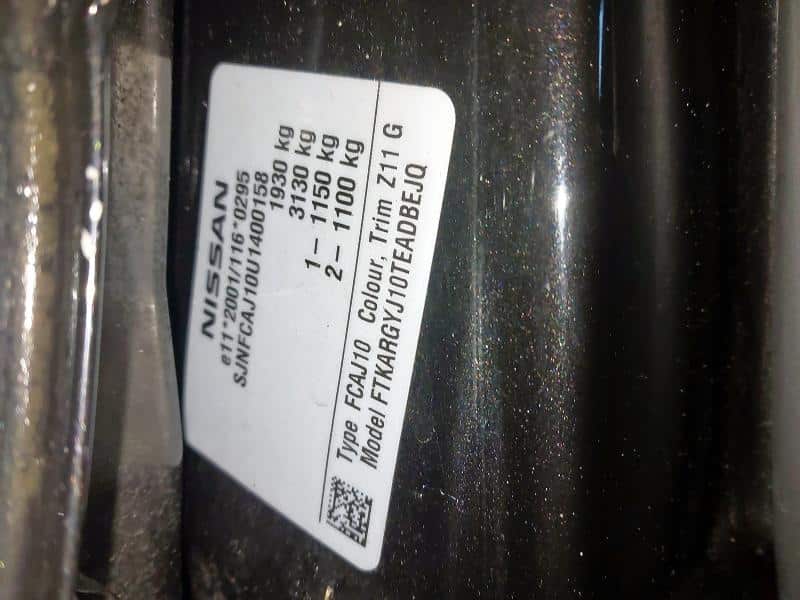 NISSAN
e11*2001/116*0295
SJNFCAJ10U1400158
1930 kg
3130 kg
1– 1150 kg
2– 1100 kg
Type FCAJ10 Colour, Trim Z11 G
Model FTKARGYJ10TEADBEJQ